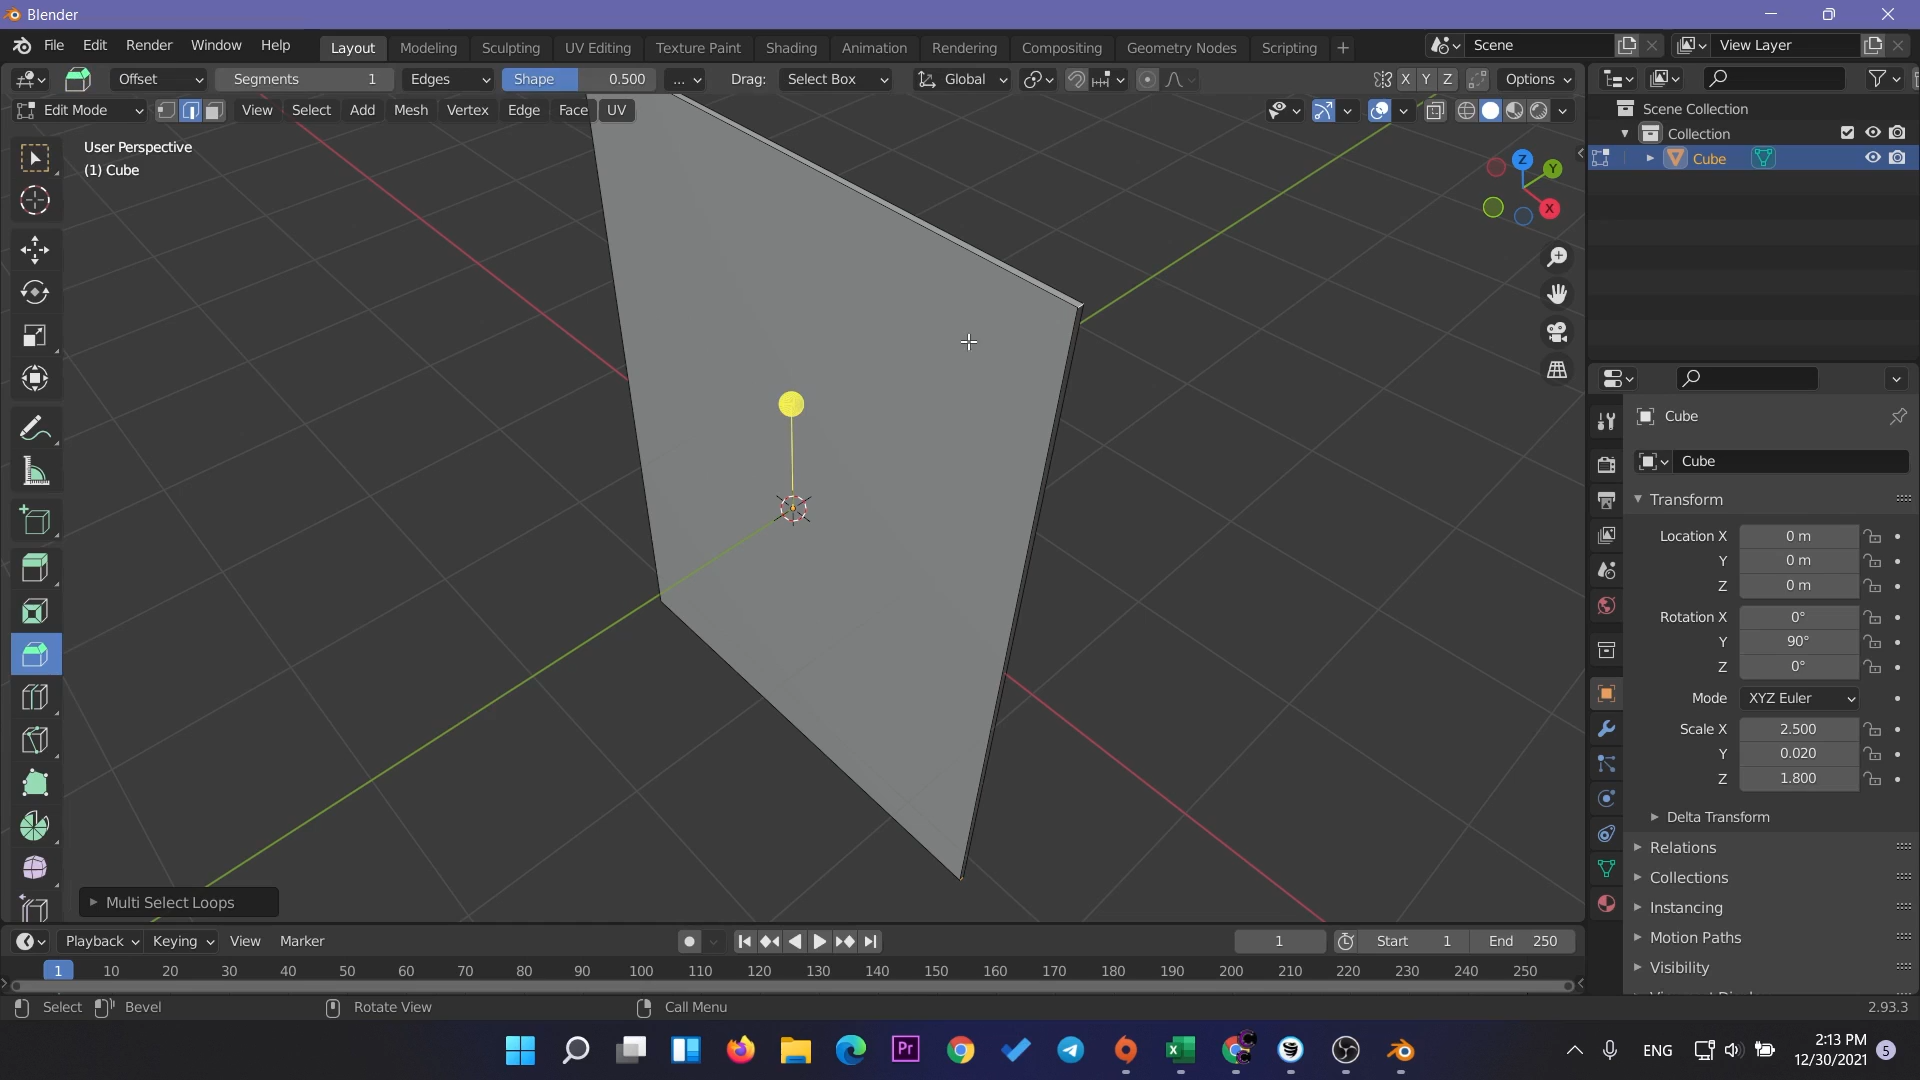 Blender
File Edit Render Window Help Layout Modeling Sculpting UV Editing Texture Paint Shading Animation Rendering Compositing Geometry Nodes Scripting + Scene View Layer
Offset Segments 1 Edges Shape 0.500 ... Drag: Select Box Global X Y Z Options
Edit Mode View Select Add Mesh Vertex Edge Face UV
User Perspective
(1) Cube
Z
Y
X
Multi Select Loops
Scene Collection
Collection
Cube
Cube
Cube
Transform
Location X 0 m
Y 0 m
Z 0 m
Rotation X 0°
Y 90°
Z 0°
Mode XYZ Euler
Scale X 2.500
Y 0.020
Z 1.800
Delta Transform
Relations
Collections
Instancing
Motion Paths
Visibility
Playback Keying View Marker 1 Start 1 End 250
1 10 20 30 40 50 60 70 80 90 100 110 120 130 140 150 160 170 180 190 200 210 220 230 240 250
Select Bevel Rotate View Call Menu 2.93.3
Pr
ENG
2:13 PM
12/30/2021
5